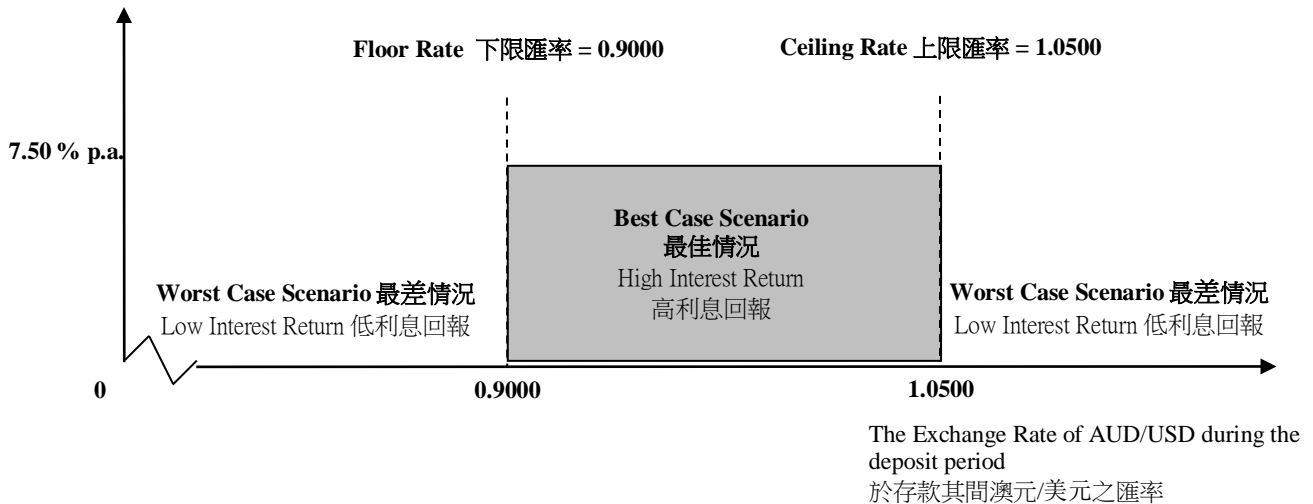 Floor Rate 下限匯率 = 0.9000
Ceiling Rate 上限匯率 = 1.0500
7.50 % p.a.
Best Case Scenario
最佳情況
High Interest Return
高利息回報
Worst Case Scenario 最差情況
Low Interest Return 低利息回報
Worst Case Scenario 最差情況
Low Interest Return 低利息回報
0
0.9000
1.0500
The Exchange Rate of AUD/USD during the
deposit period
於存款其間澳元/美元之匯率